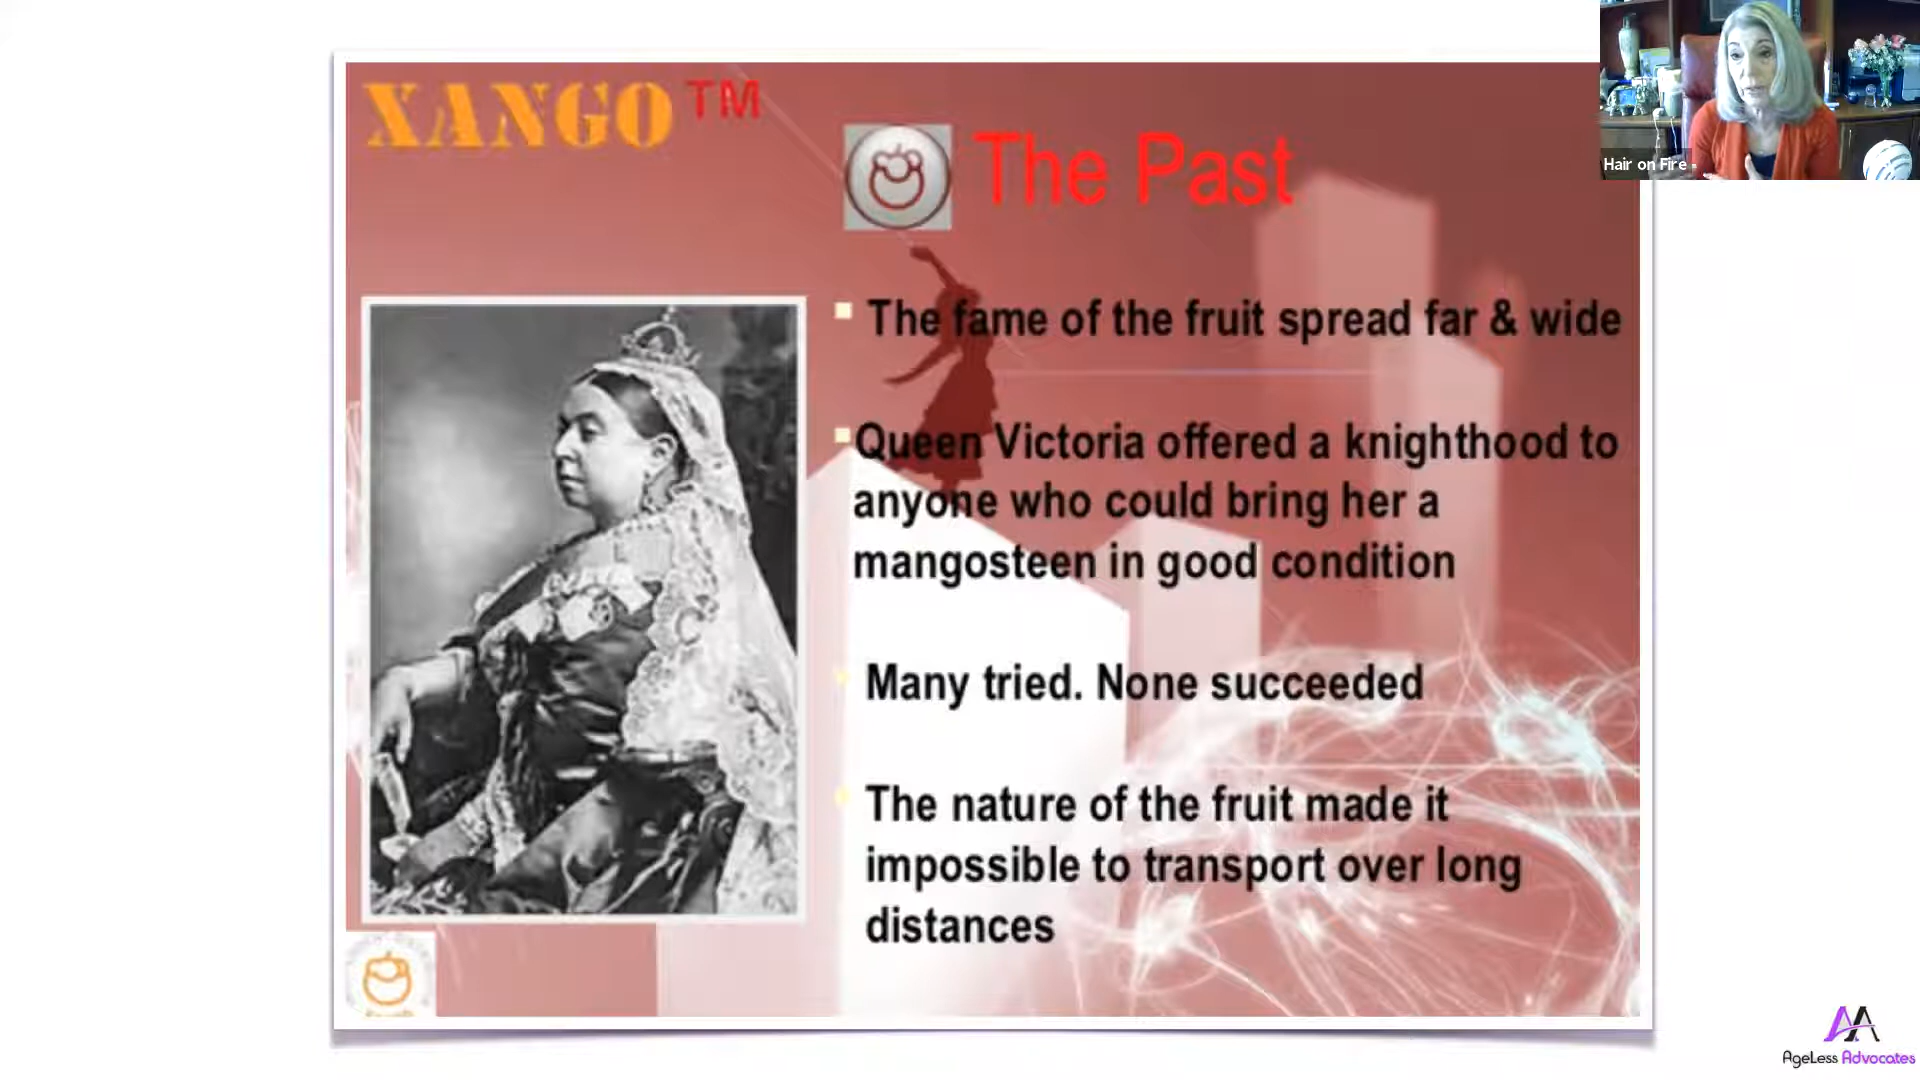 XANGO™
The Past
The fame of the fruit spread far & wide
Queen Victoria offered a knighthood to
anyone who could bring her a
mangosteen in good condition
Many tried. None succeeded
The nature of the fruit made it
impossible to transport over long
distances
Hair on Fire -
AgeLess Advocates